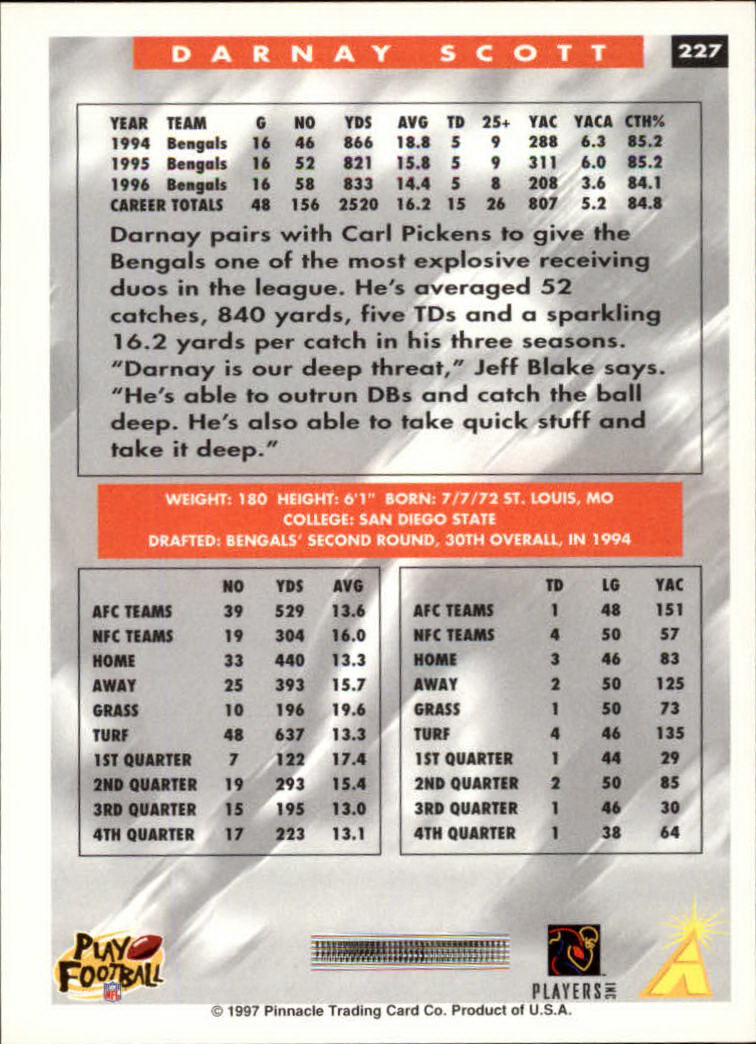 DARNAY SCOTT
227
YEAR TEAM G NO YDS AVG TD 25+ YAC YACA CTH%
1994 Bengals 16 46 866 18.8 5 9 288 6.3 85.2
1995 Bengals 16 52 821 15.8 5 9 311 6.0 85.2
1996 Bengals 16 58 833 14.4 5 8 208 3.6 84.1
CAREER TOTALS 48 156 2520 16.2 15 26 807 5.2 84.8
Darnay pairs with Carl Pickens to give the
Bengals one of the most explosive receiving
duos in the league. He's averaged 52
catches, 840 yards, five TDs and a sparkling
16.2 yards per catch in his three seasons.
"Darnay is our deep threat," Jeff Blake says.
"He's able to outrun DBs and catch the ball
deep. He's also able to take quick stuff and
take it deep."
WEIGHT: 180 HEIGHT: 6'1" BORN: 7/7/72 ST. LOUIS, MO
COLLEGE: SAN DIEGO STATE
DRAFTED: BENGALS' SECOND ROUND, 30TH OVERALL, IN 1994
NO YDS AVG
AFC TEAMS 39 529 13.6
NFC TEAMS 19 304 16.0
HOME 33 440 13.3
AWAY 25 393 15.7
GRASS 10 196 19.6
TURF 48 637 13.3
1ST QUARTER 7 122 17.4
2ND QUARTER 19 293 15.4
3RD QUARTER 15 195 13.0
4TH QUARTER 17 223 13.1
TD LG YAC
AFC TEAMS 1 48 151
NFC TEAMS 4 50 57
HOME 3 46 83
AWAY 2 50 125
GRASS 1 50 73
TURF 4 46 135
1ST QUARTER 1 44 29
2ND QUARTER 2 50 85
3RD QUARTER 1 46 30
4TH QUARTER 1 38 64
PLAY
FOOTBALL
NFL
PLAYERS INC
© 1997 Pinnacle Trading Card Co. Product of U.S.A.